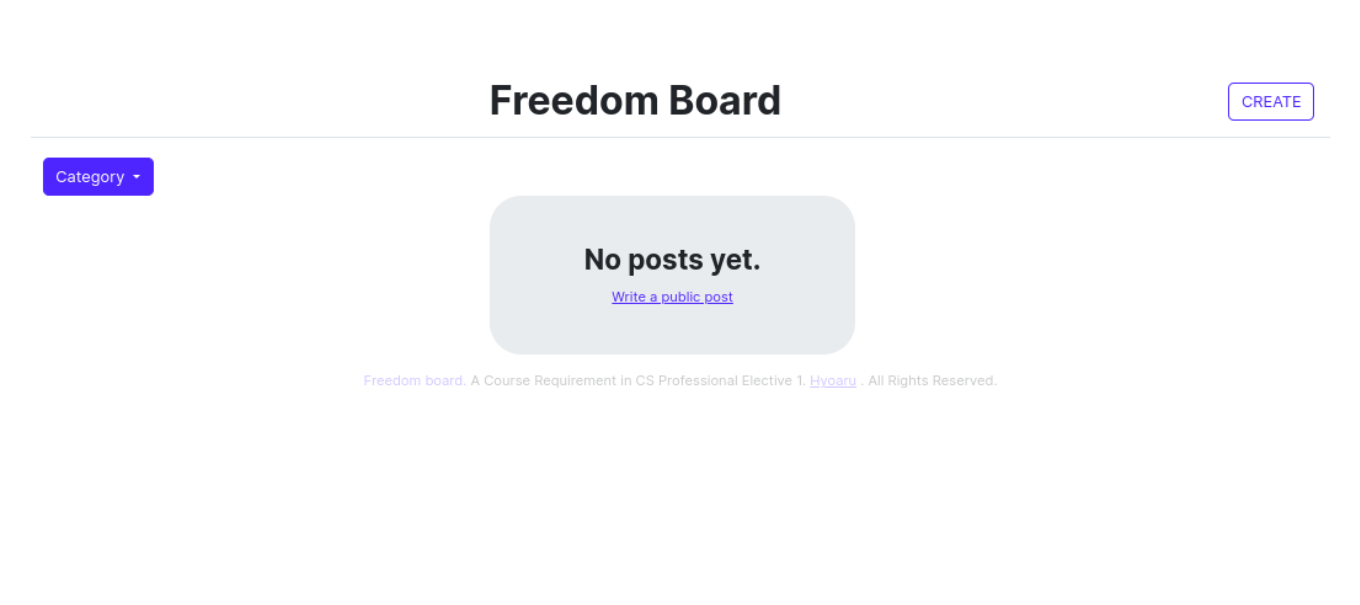 Freedom Board
CREATE
Category
No posts yet.
Write a public post
Freedom board. A Course Requirement in CS Professional Elective 1. Hyoaru . All Rights Reserved.